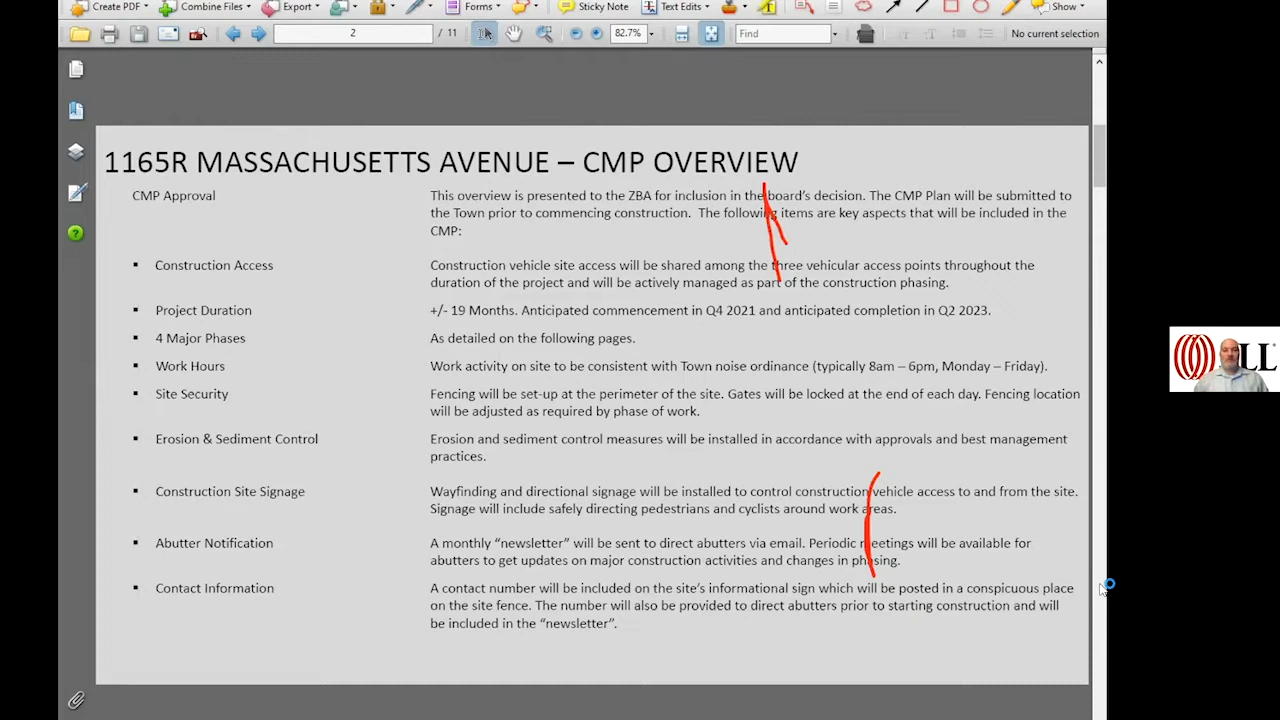 Create PDF Combine Files Export Forms Sticky Note Text Edits Show
2 / 11 82.7% Find No current selection
1165R MASSACHUSETTS AVENUE – CMP OVERVIEW
CMP Approval This overview is presented to the ZBA for inclusion in the board's decision. The CMP Plan will be submitted to
the Town prior to commencing construction. The following items are key aspects that will be included in the
CMP:
▪ Construction Access Construction vehicle site access will be shared among the three vehicular access points throughout the
duration of the project and will be actively managed as part of the construction phasing.
▪ Project Duration +/- 19 Months. Anticipated commencement in Q4 2021 and anticipated completion in Q2 2023.
▪ 4 Major Phases As detailed on the following pages.
▪ Work Hours Work activity on site to be consistent with Town noise ordinance (typically 8am – 6pm, Monday – Friday).
▪ Site Security Fencing will be set-up at the perimeter of the site. Gates will be locked at the end of each day. Fencing location
will be adjusted as required by phase of work.
▪ Erosion & Sediment Control Erosion and sediment control measures will be installed in accordance with approvals and best management
practices.
▪ Construction Site Signage Wayfinding and directional signage will be installed to control construction vehicle access to and from the site.
Signage will include safely directing pedestrians and cyclists around work areas.
▪ Abutter Notification A monthly “newsletter” will be sent to direct abutters via email. Periodic meetings will be available for
abutters to get updates on major construction activities and changes in phasing.
▪ Contact Information A contact number will be included on the site's informational sign which will be posted in a conspicuous place
on the site fence. The number will also be provided to direct abutters prior to starting construction and will
be included in the “newsletter”.